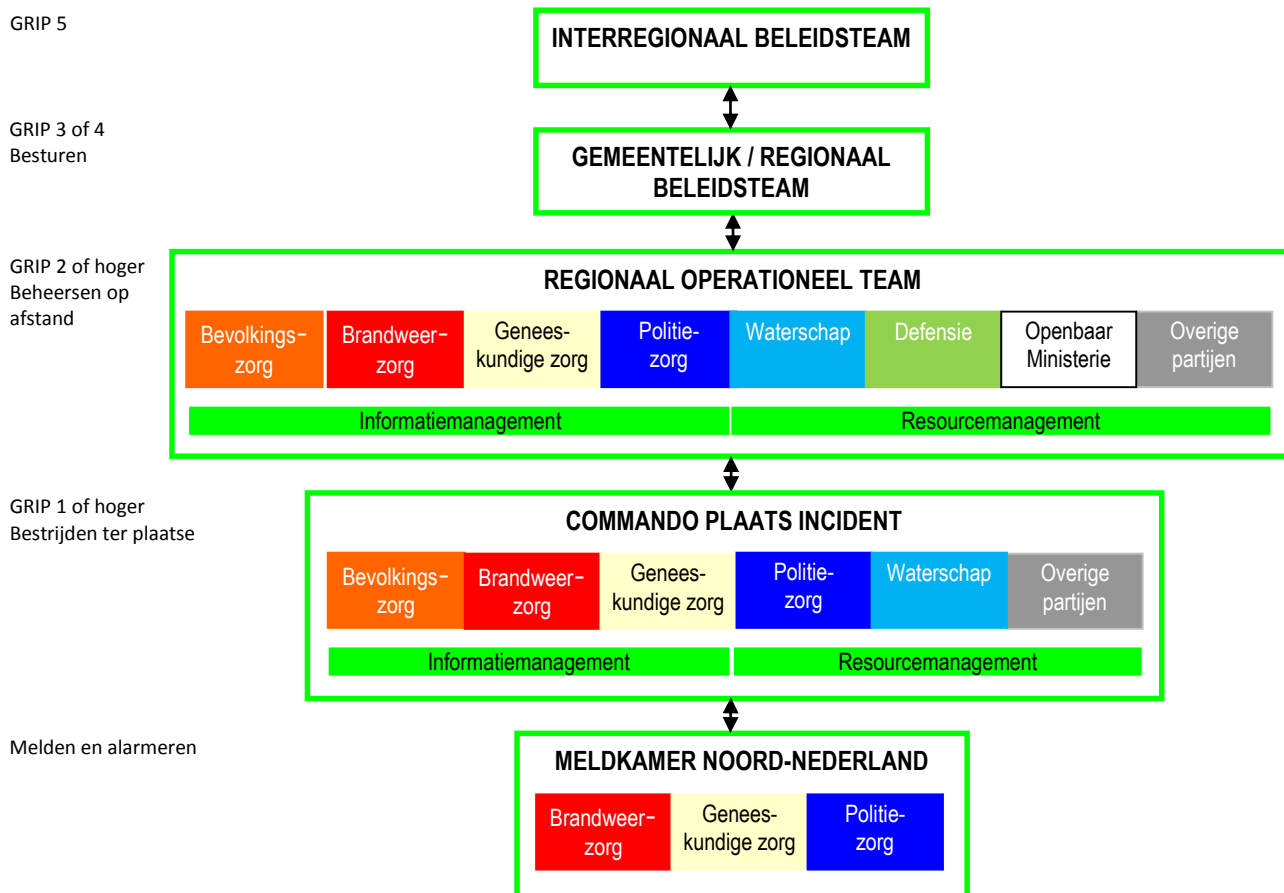 GRIP 5
INTERREGIONAAL BELEIDSTEAM
GRIP 3 of 4
Besturen
GEMEENTELIJK / REGIONAAL
BELEIDSTEAM
GRIP 2 of hoger
Beheersen op
afstand
REGIONAAL OPERATIONEEL TEAM
Bevolkings-
zorg
Brandweer-
zorg
Genees-
kundige zorg
Politie-
zorg
Waterschap
Defensie
Openbaar
Ministerie
Overige
partijen
Informatiemanagement
Resourcemanagement
GRIP 1 of hoger
Bestrijden ter plaatse
COMMANDO PLAATS INCIDENT
Bevolkings-
zorg
Brandweer-
zorg
Genees-
kundige zorg
Politie-
zorg
Waterschap
Overige
partijen
Informatiemanagement
Resourcemanagement
Melden en alarmeren
MELDKAMER NOORD-NEDERLAND
Brandweer-
zorg
Genees-
kundige zorg
Politie-
zorg